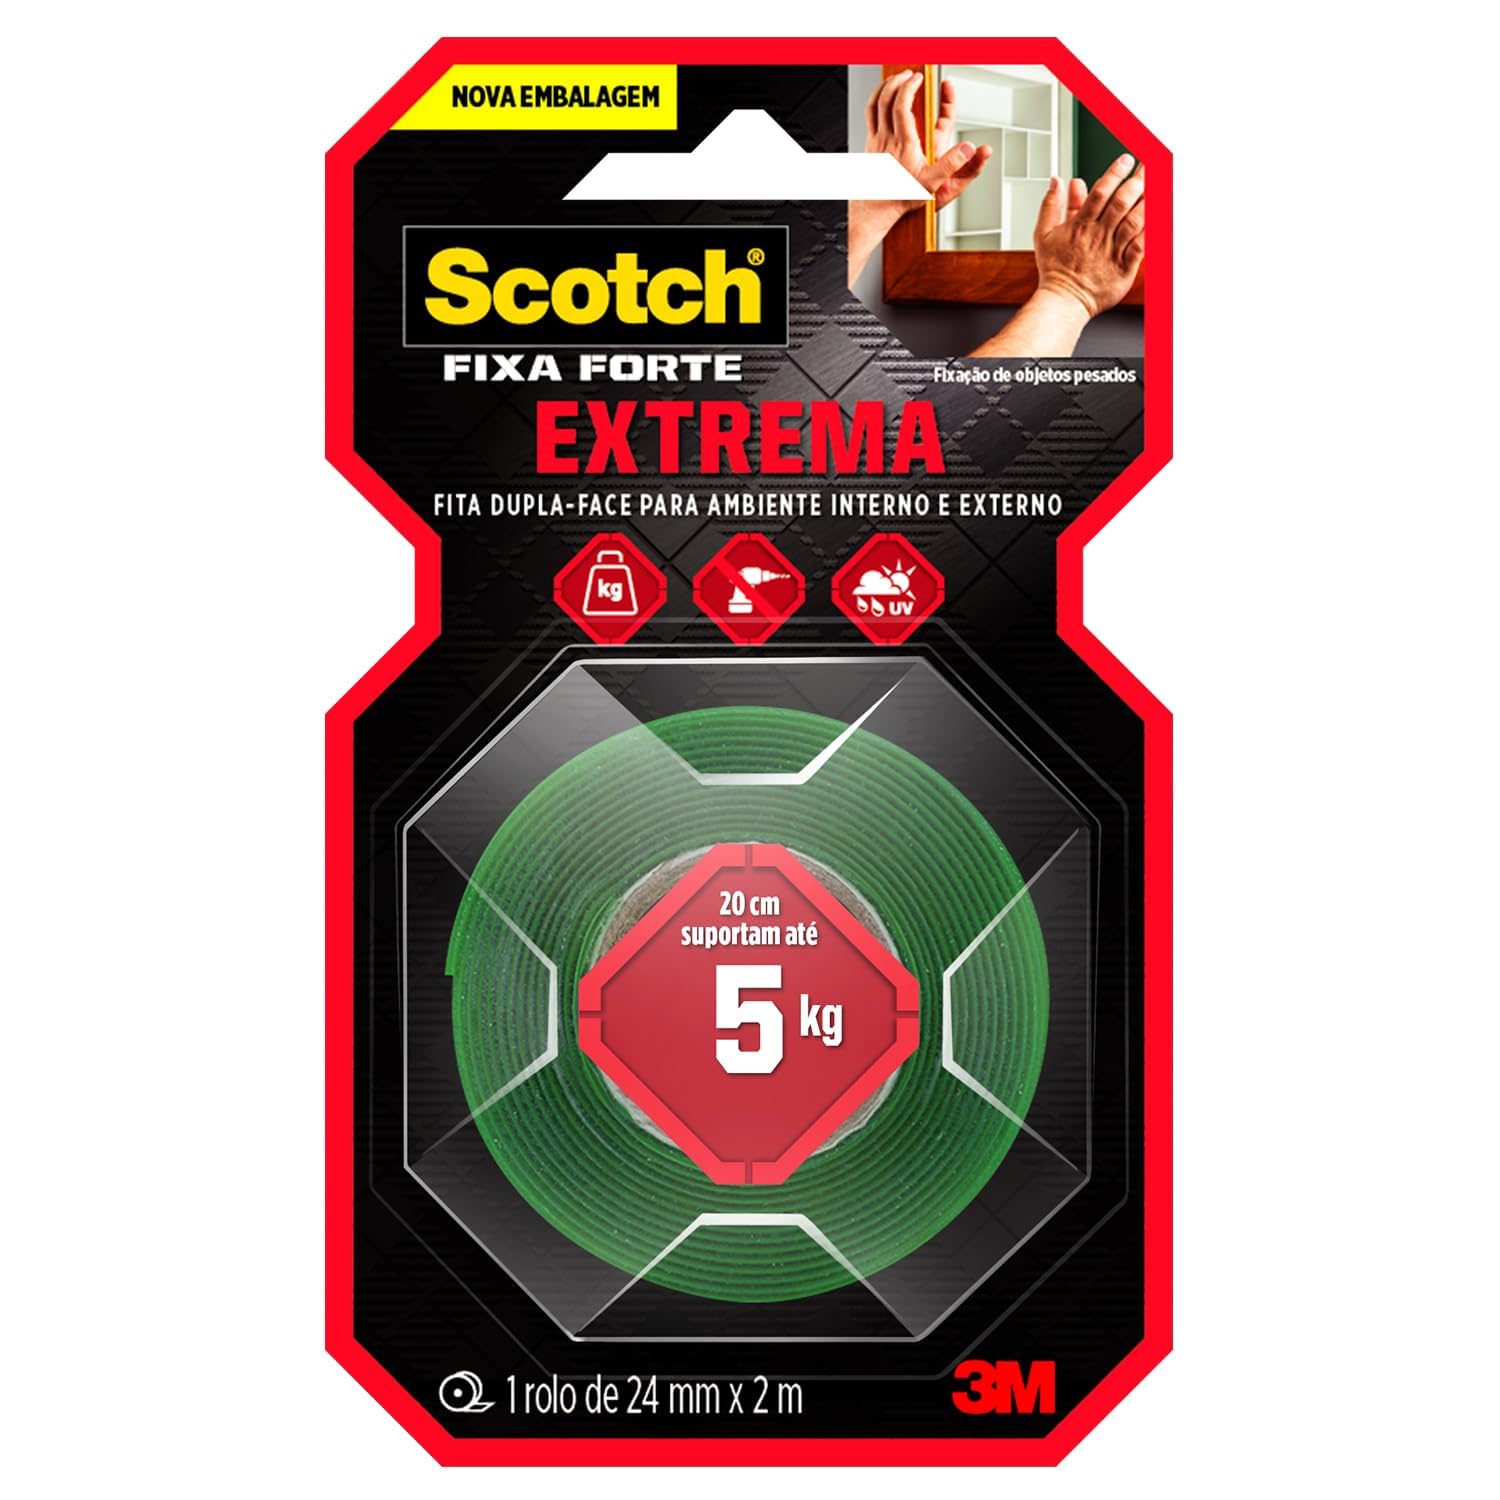 NOVA EMBALAGEM
Scotch®
FIXA FORTE
Fixação de objetos pesados
EXTREMA
FITA DUPLA-FACE PARA AMBIENTE INTERNO E EXTERNO
kg
UV
20 cm
suportam até
5 kg
1 rolo de 24 mm x 2 m
3M